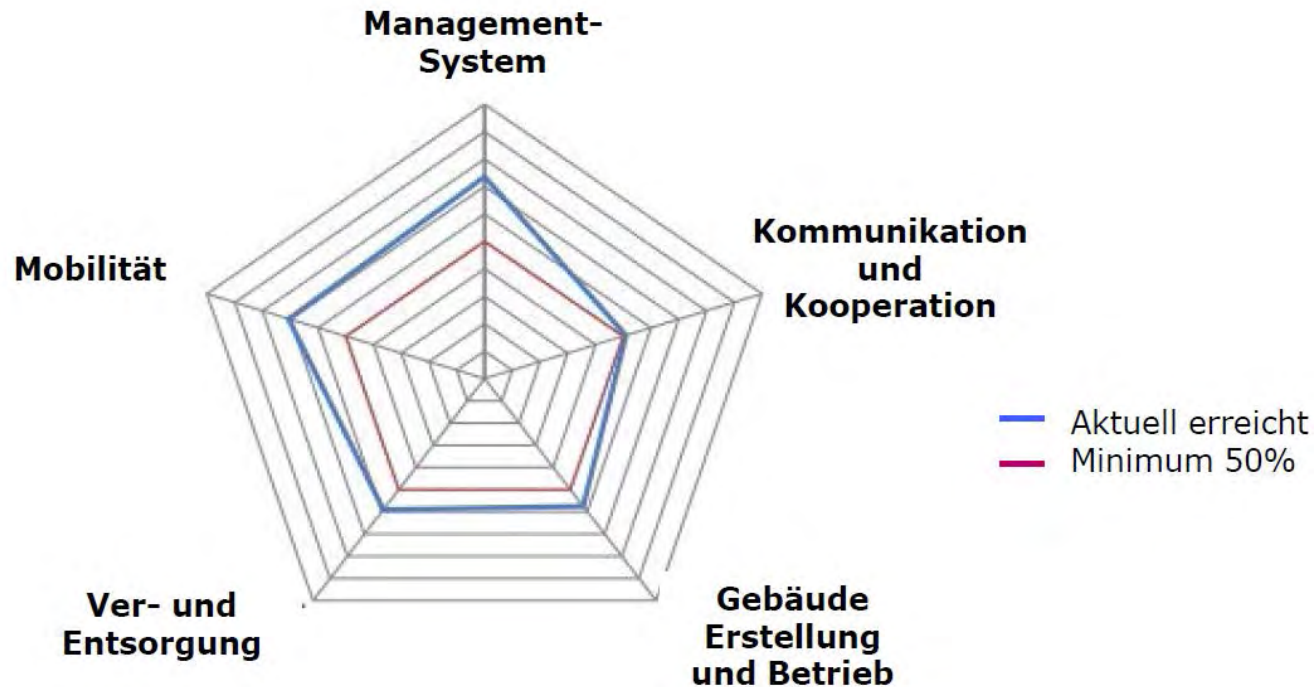 Management-
System
Kommunikation
und
Kooperation
Mobilität
Aktuell erreicht
Minimum 50%
Ver- und
Entsorgung
Gebäude
Erstellung
und Betrieb